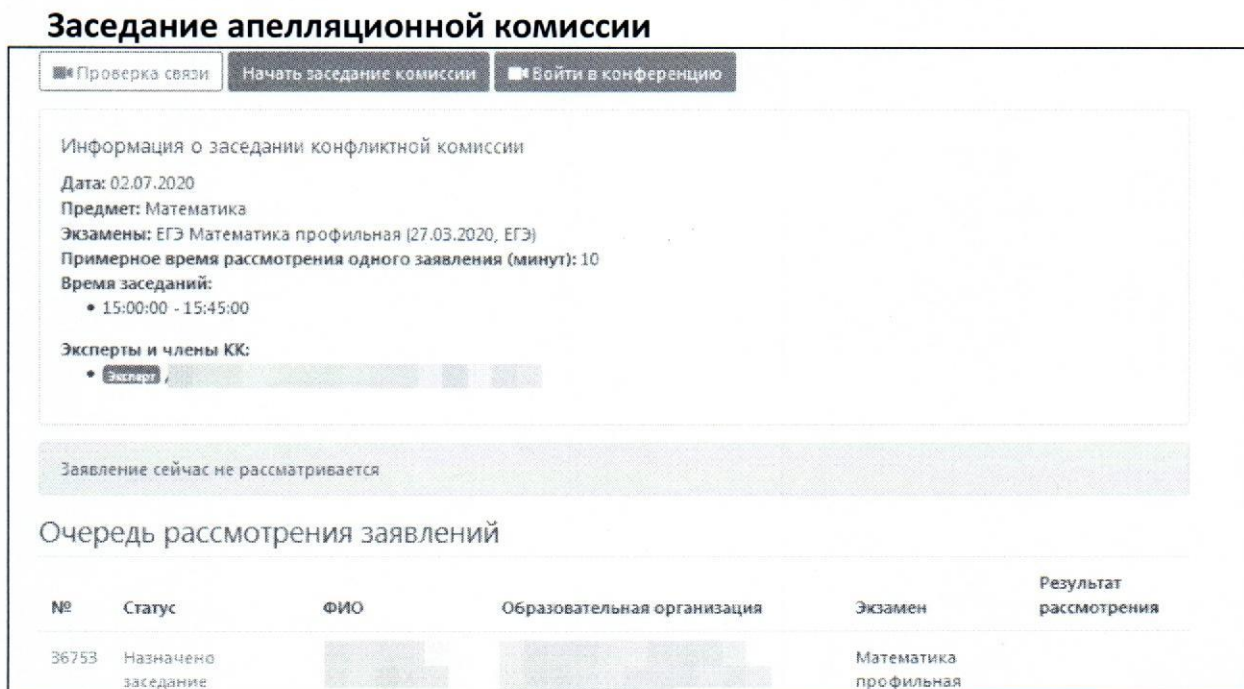 Заседание апелляционной комиссии
Проверка связи Начать заседание комиссии Войти в конференцию
Информация о заседании конфликтной комиссии
Дата: 02.07.2020
Предмет: Математика
Экзамены: ЕГЭ Математика профильная (27.03.2020, ЕГЭ)
Примерное время рассмотрения одного заявления (минут): 10
Время заседаний:
• 15:00:00 - 15:45:00
Эксперты и члены КК:
• Эксперт
Заявление сейчас не рассматривается
Очередь рассмотрения заявлений
Результат
№ Статус ФИО Образовательная организация Экзамен рассмотрения
36753 Назначено Математика
заседание профильная